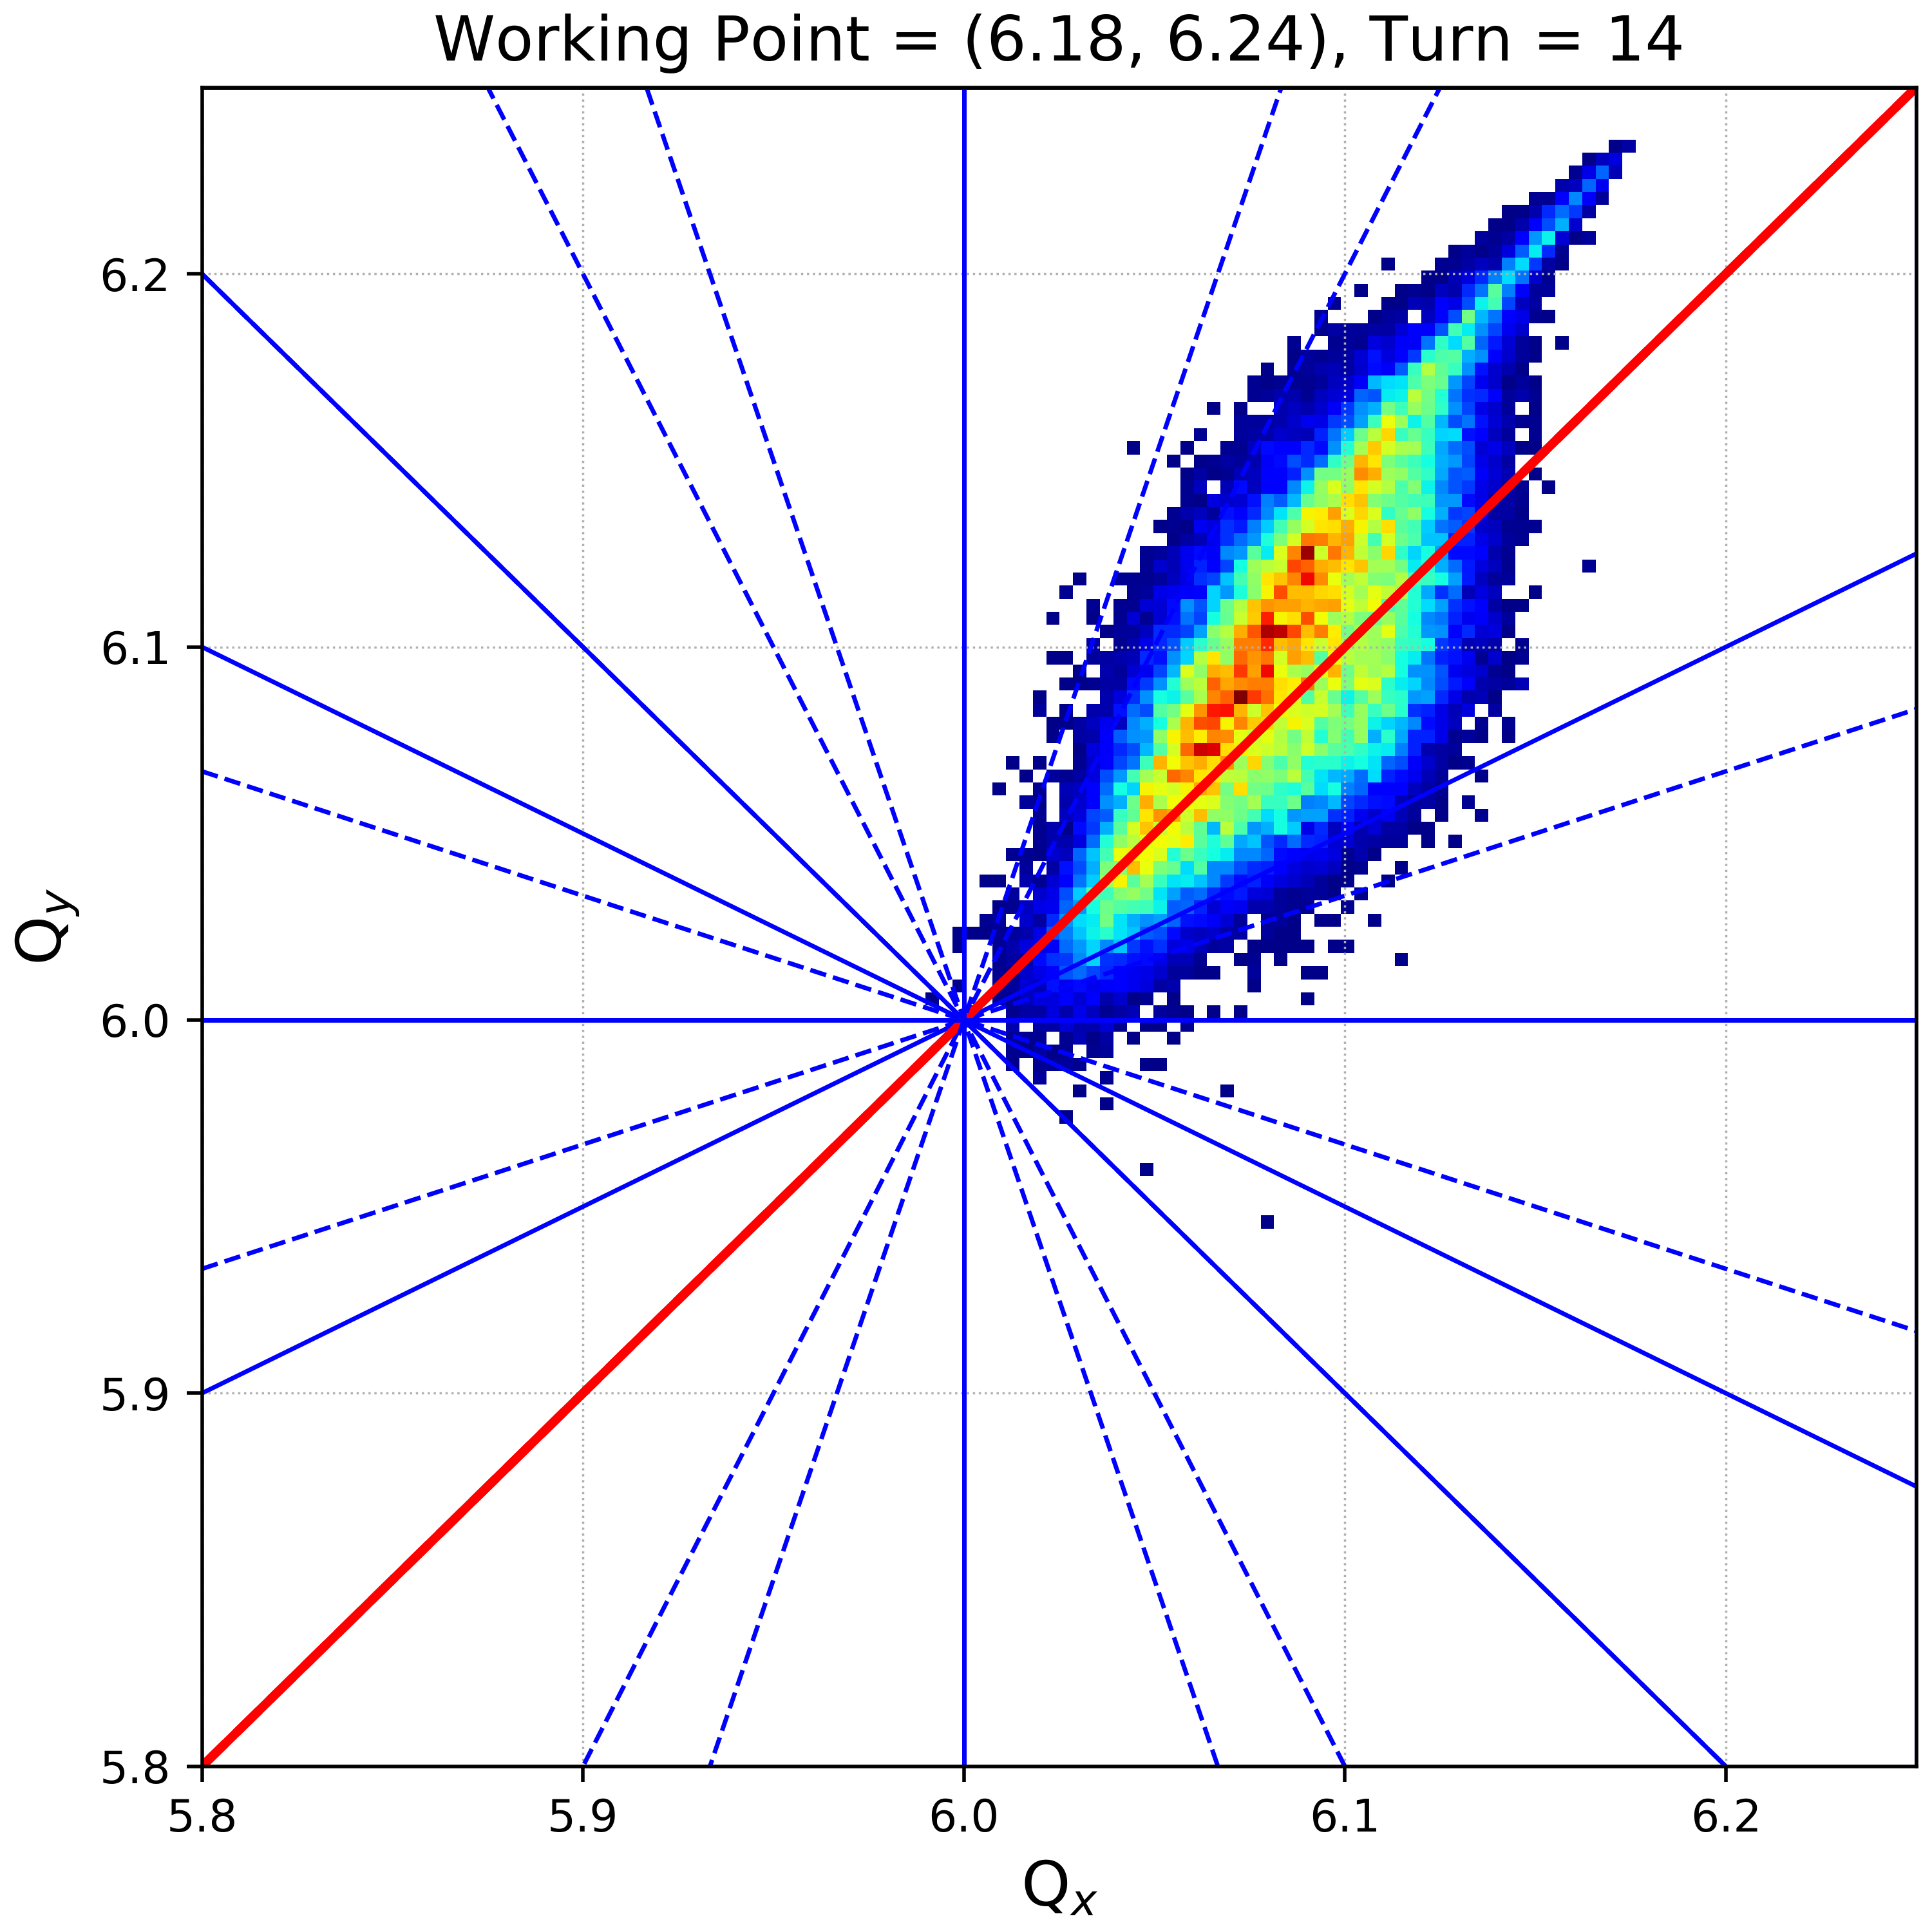 Working Point = (6.18, 6.24), Turn = 14
6.2
6.1
6.0
5.9
5.8
Qy
5.8 5.9 6.0 6.1 6.2
Qx